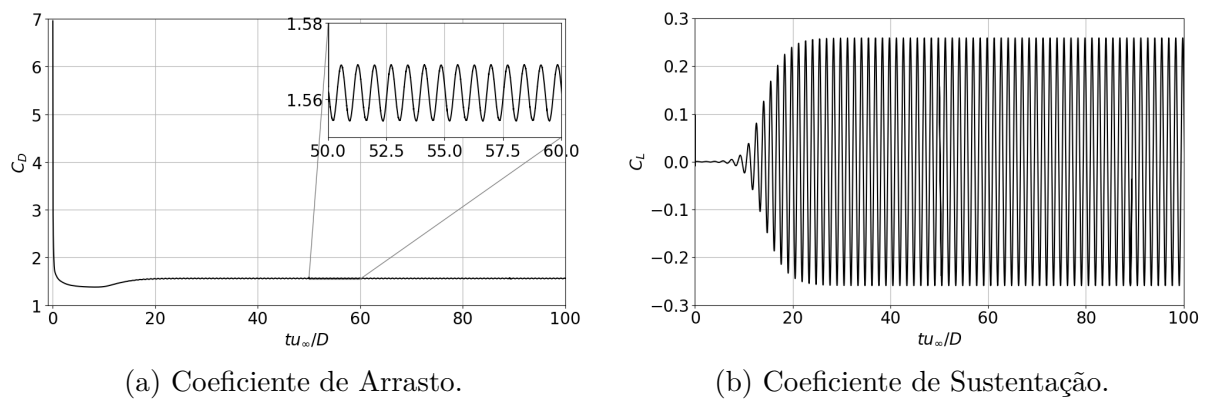 7
6
5
4
3
2
1
C_D
1.58
1.56
50.0 52.5 55.0 57.5 60.0
0 20 40 60 80 100
tu∞/D
(a) Coeficiente de Arrasto.
0.3
0.2
0.1
0.0
−0.1
−0.2
−0.3
C_L
0 20 40 60 80 100
tu∞/D
(b) Coeficiente de Sustentação.